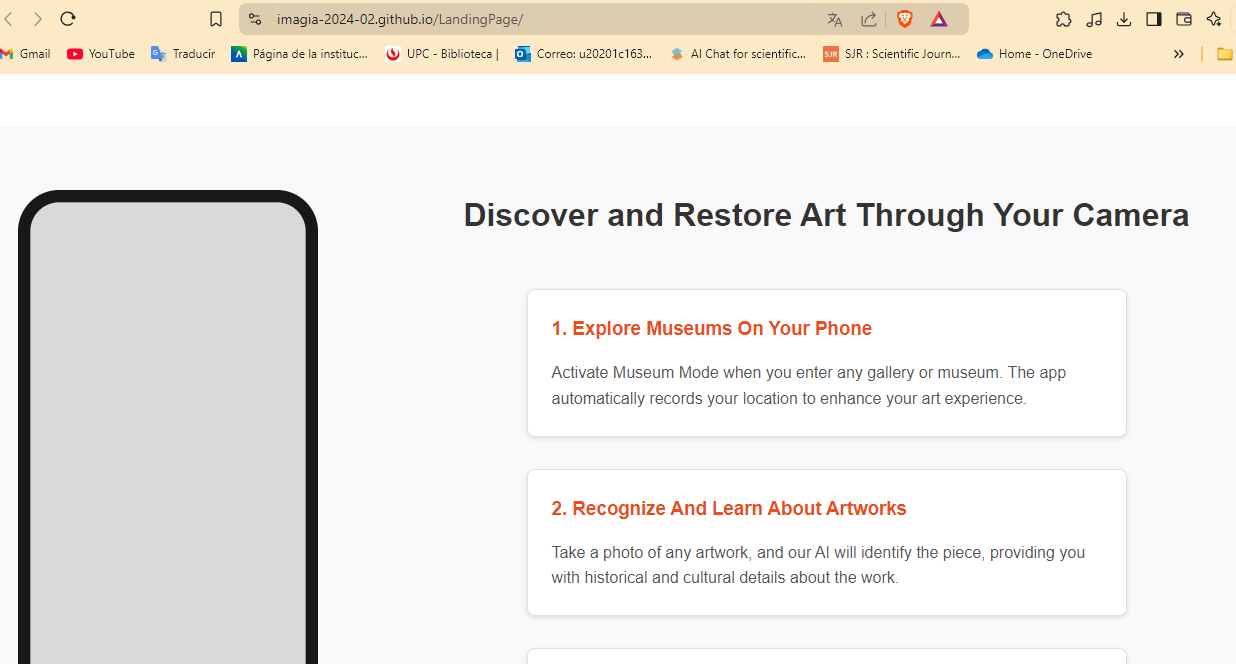 imagia-2024-02.github.io/LandingPage/
Gmail
YouTube
Traducir
Página de la instituc...
UPC - Biblioteca |
Correo: u20201c163...
AI Chat for scientific...
SJR
SJR : Scientific Journ...
Home - OneDrive
Discover and Restore Art Through Your Camera
1. Explore Museums On Your Phone
Activate Museum Mode when you enter any gallery or museum. The app
automatically records your location to enhance your art experience.
2. Recognize And Learn About Artworks
Take a photo of any artwork, and our AI will identify the piece, providing you
with historical and cultural details about the work.